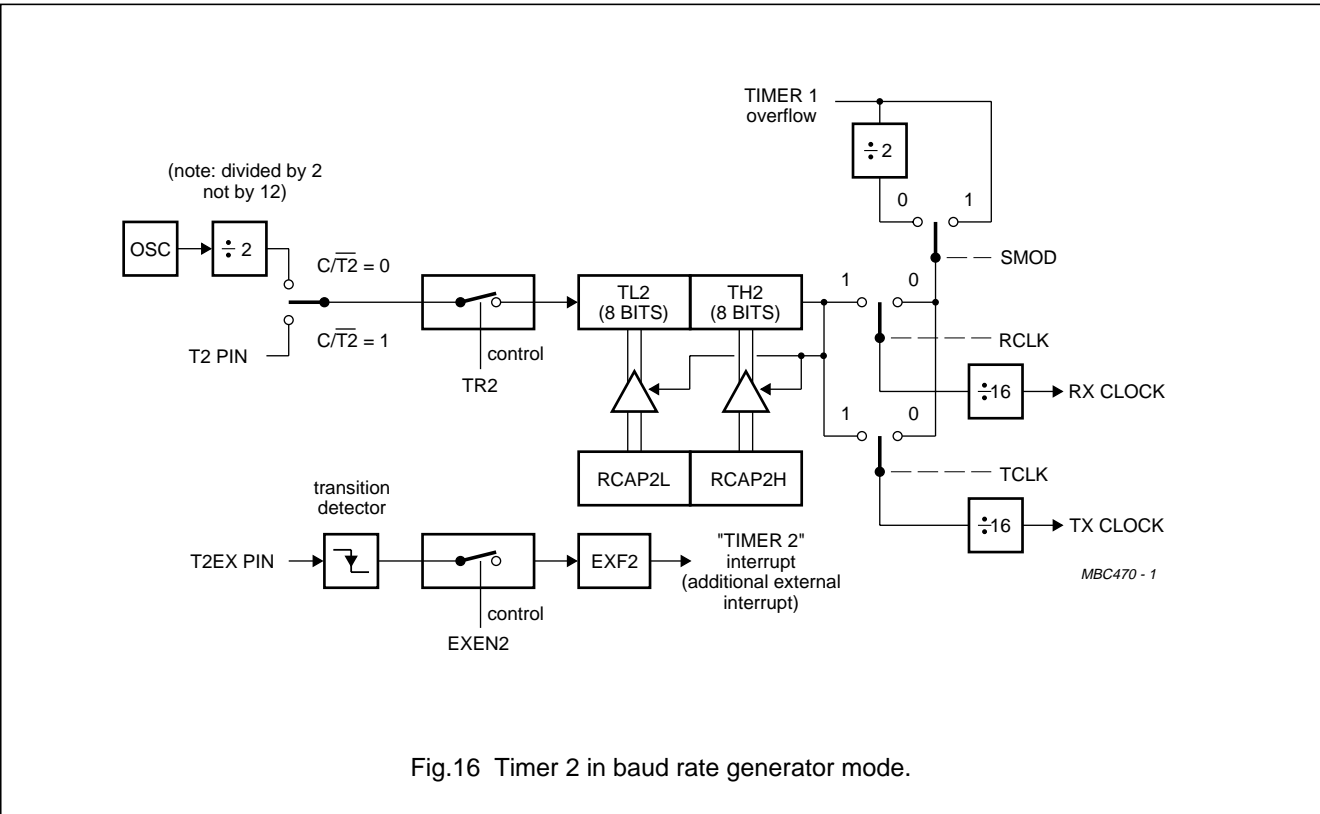 TIMER 1
overflow
÷ 2
0
1
SMOD
(note: divided by 2
not by 12)
OSC
÷ 2
C/T̅2̅ = 0
C/T̅2̅ = 1
T2 PIN
control
TR2
TL2
(8 BITS)
TH2
(8 BITS)
1
0
RCLK
÷16
RX CLOCK
1
0
RCAP2L
RCAP2H
TCLK
÷16
TX CLOCK
transition
detector
T2EX PIN
control
EXEN2
EXF2
"TIMER 2"
interrupt
(additional external
interrupt)
MBC470 - 1
Fig.16 Timer 2 in baud rate generator mode.